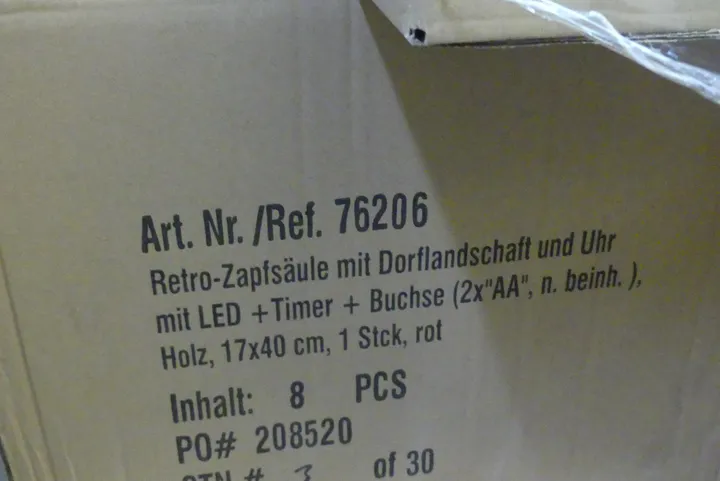 Art. Nr. /Ref. 76206
Retro-Zapfsäule mit Dorflandschaft und Uhr
mit LED +Timer + Buchse (2x"AA", n. beinh. ),
Holz, 17x40 cm, 1 Stck, rot
Inhalt: 8 PCS
PO# 208520
CTN # 3 of 30